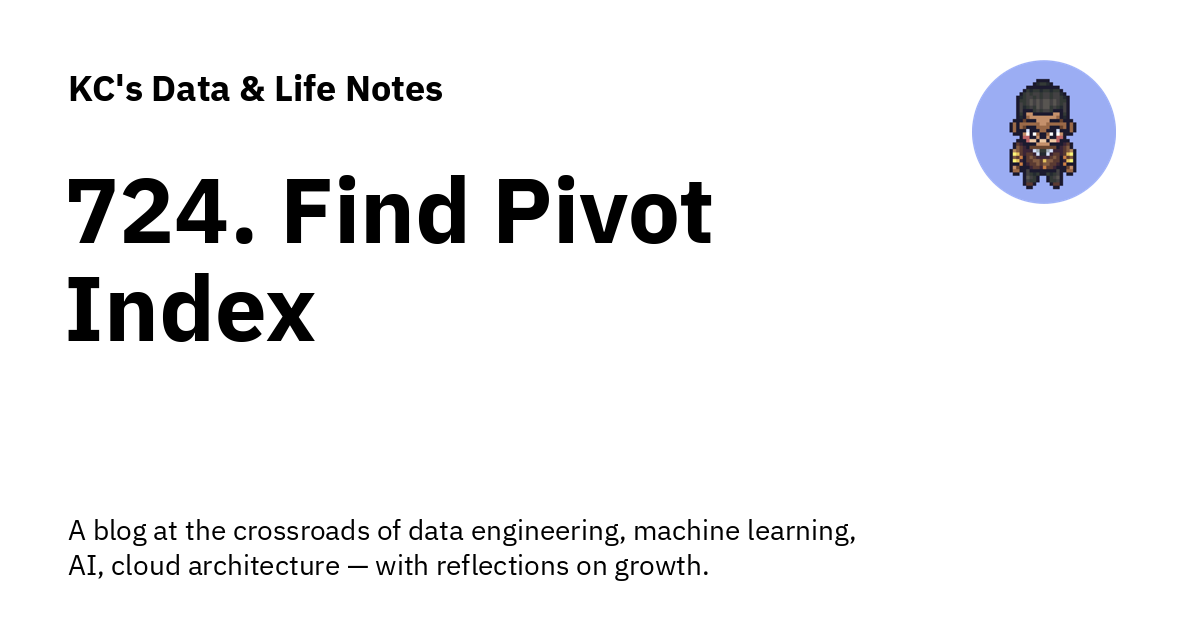 KC's Data & Life Notes
724. Find Pivot
Index
A blog at the crossroads of data engineering, machine learning,
AI, cloud architecture — with reflections on growth.